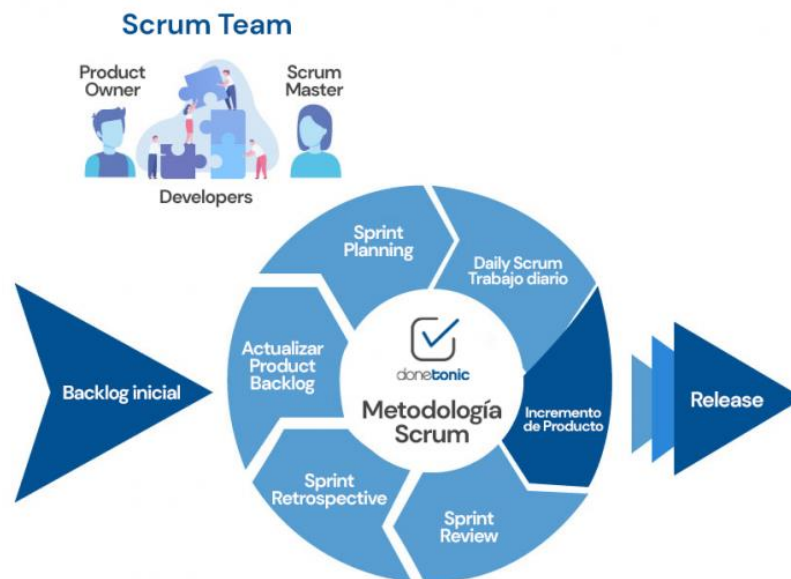 Scrum Team
Product
Owner
Scrum
Master
Developers
Sprint
Planning
Daily Scrum
Trabajo diario
Actualizar
Product
Backlog
Backlog inicial
donetonic
Metodología
Scrum
Incremento
de Producto
Release
Sprint
Retrospective
Sprint
Review